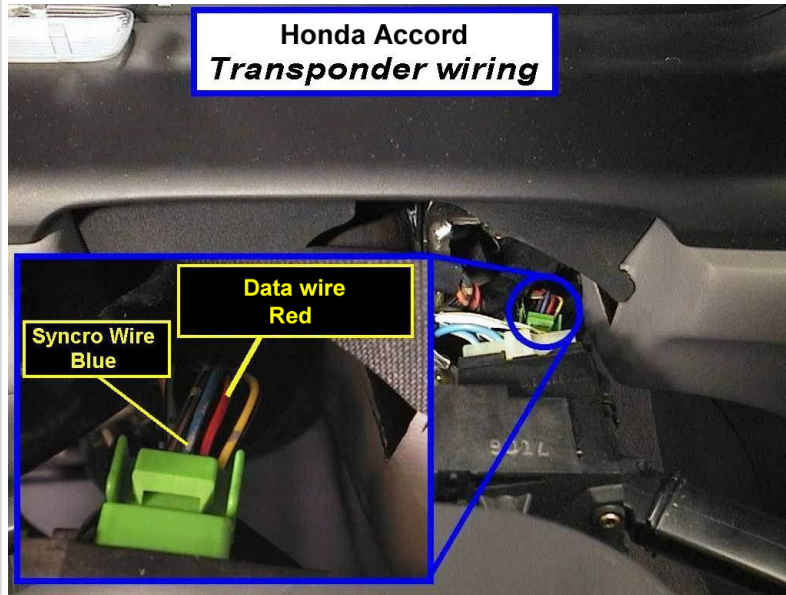 Honda Accord
Transponder wiring
Data wire
Red
Syncro Wire
Blue